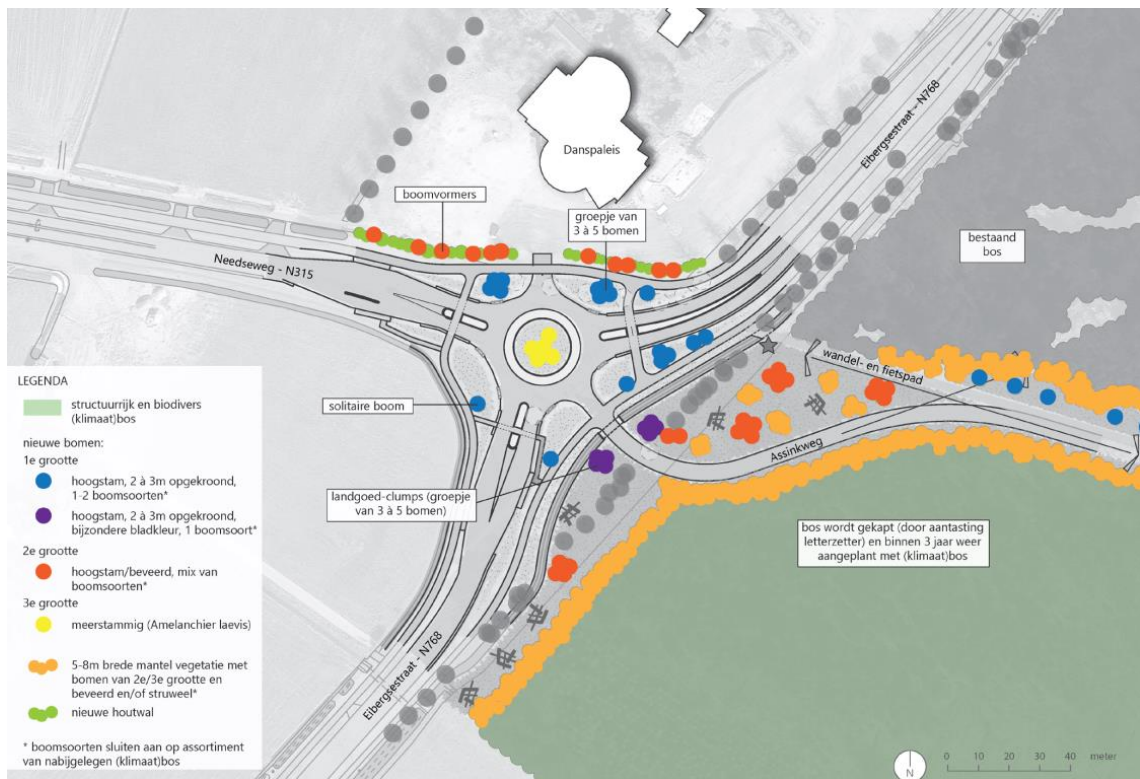 Danspaleis
Eibergsestraat - N768
boomvormers
groepje van
3 à 5 bomen
bestaand
bos
Needseweg - N315
wandel- en fietspad
solitaire boom
Assinkweg
landgoed-clumps (groepje
van 3 à 5 bomen)
bos wordt gekapt (door aantasting
letterzetter) en binnen 3 jaar weer
aangeplant met (klimaat)bos
Eibergsestraat - N768
LEGENDA
structuurrijk en biodivers
(klimaat)bos
nieuwe bomen:
1e grootte
hoogstam, 2 à 3m opgekroond,
1-2 boomsoorten*
hoogstam, 2 à 3m opgekroond,
bijzondere bladkleur, 1 boomsoort*
2e grootte
hoogstam/beveerd, mix van
boomsoorten*
3e grootte
meerstammig (Amelanchier laevis)
5-8m brede mantel vegetatie met
bomen van 2e/3e grootte en
beveerd en/of struweel*
nieuwe houtwal
* boomsoorten sluiten aan op assortiment
van nabijgelegen (klimaat)bos
N
0 10 20 30 40 meter